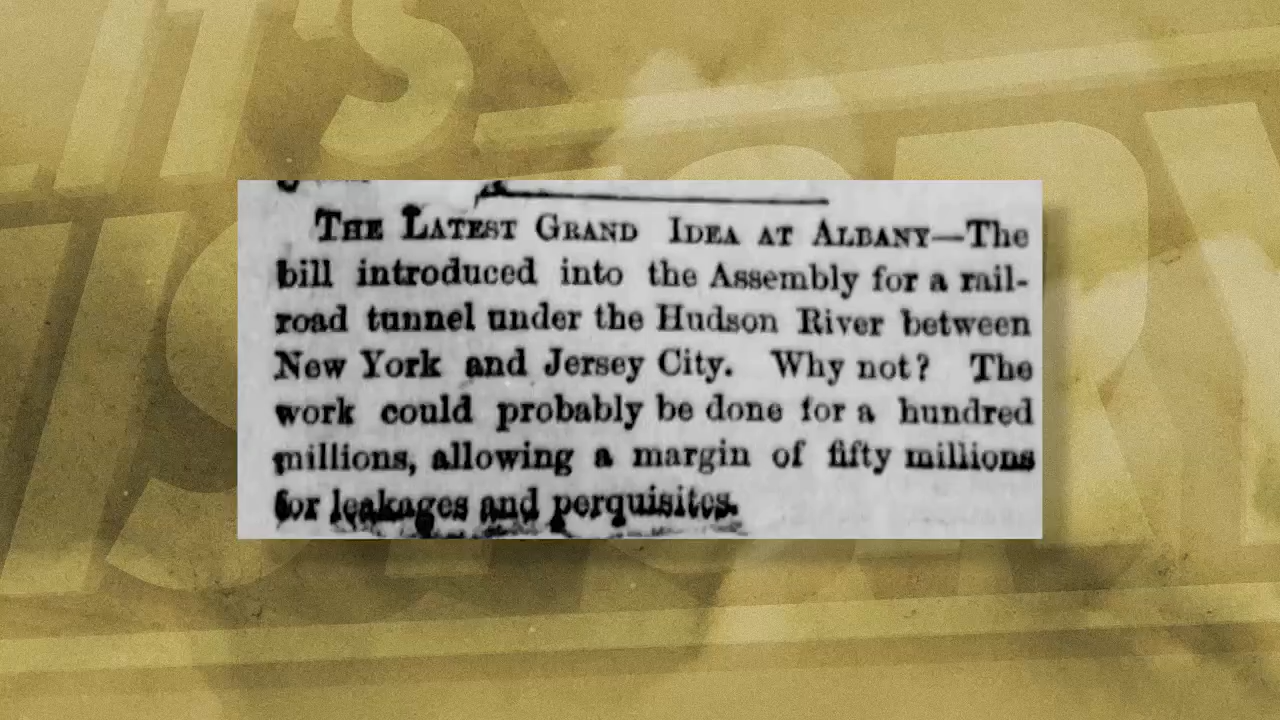 IT'S
HISTORY
THE LATEST GRAND IDEA AT ALBANY—The
bill introduced into the Assembly for a rail-
road tunnel under the Hudson River between
New York and Jersey City. Why not? The
work could probably be done for a hundred
millions, allowing a margin of fifty millions
for leakages and perquisites.